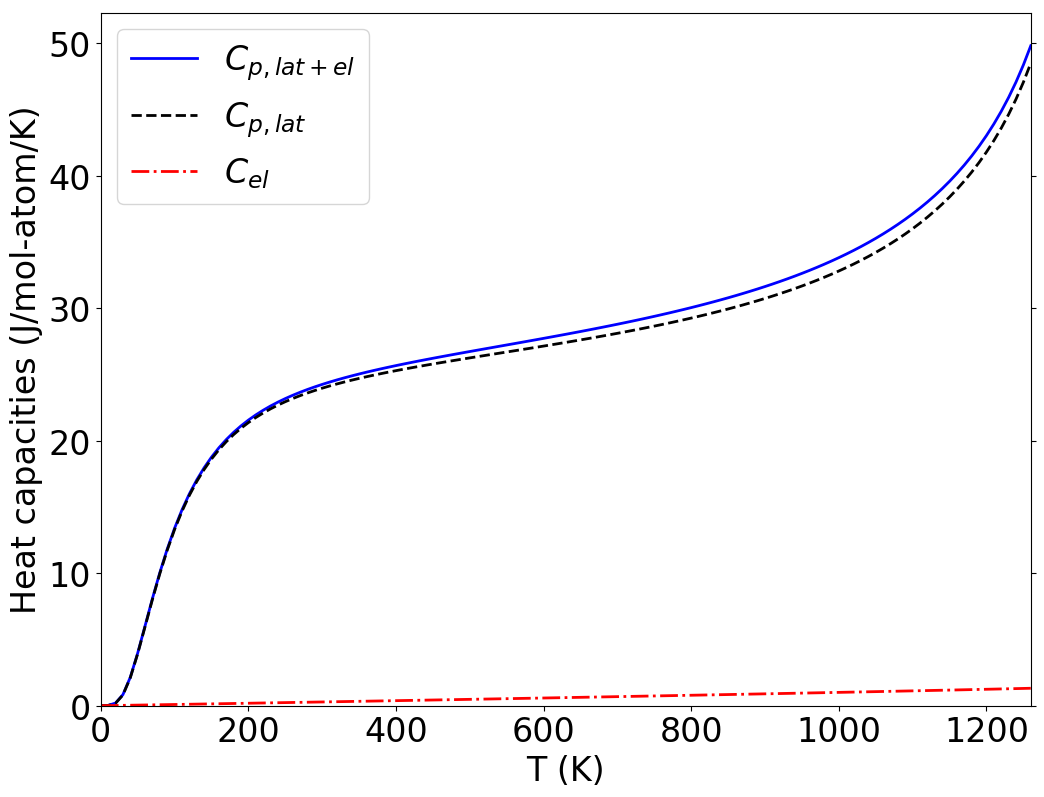 50
40
30
20
10
0
Heat capacities (J/mol-atom/K)
C_{p, lat+el}
C_{p, lat}
C_{el}
0 200 400 600 800 1000 1200
T (K)